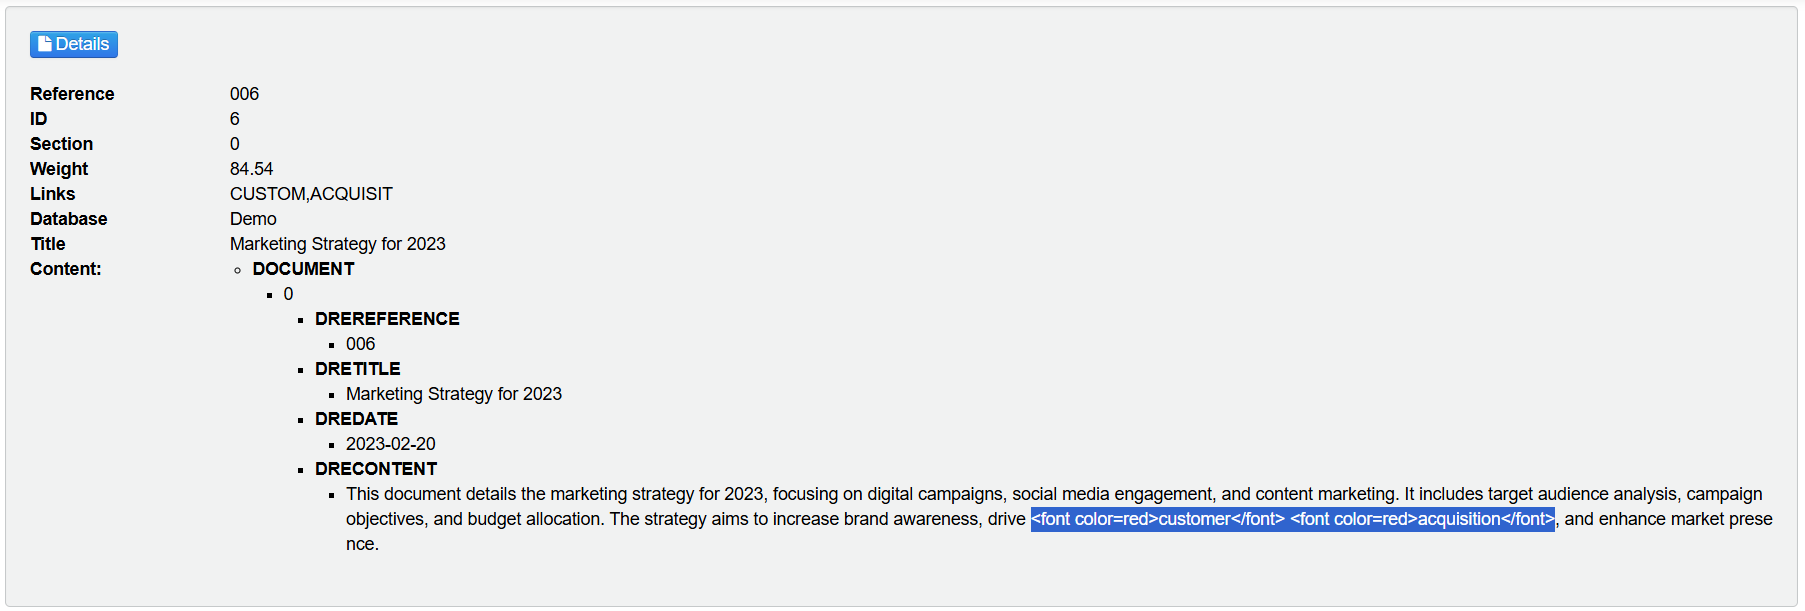 Details
Reference 006
ID 6
Section 0
Weight 84.54
Links CUSTOM,ACQUISIT
Database Demo
Title Marketing Strategy for 2023
Content: DOCUMENT
0
DREREFERENCE
006
DRETITLE
Marketing Strategy for 2023
DREDATE
2023-02-20
DRECONTENT
This document details the marketing strategy for 2023, focusing on digital campaigns, social media engagement, and content marketing. It includes target audience analysis, campaign
objectives, and budget allocation. The strategy aims to increase brand awareness, drive <font color=red>customer</font> <font color=red>acquisition</font>, and enhance market prese
nce.